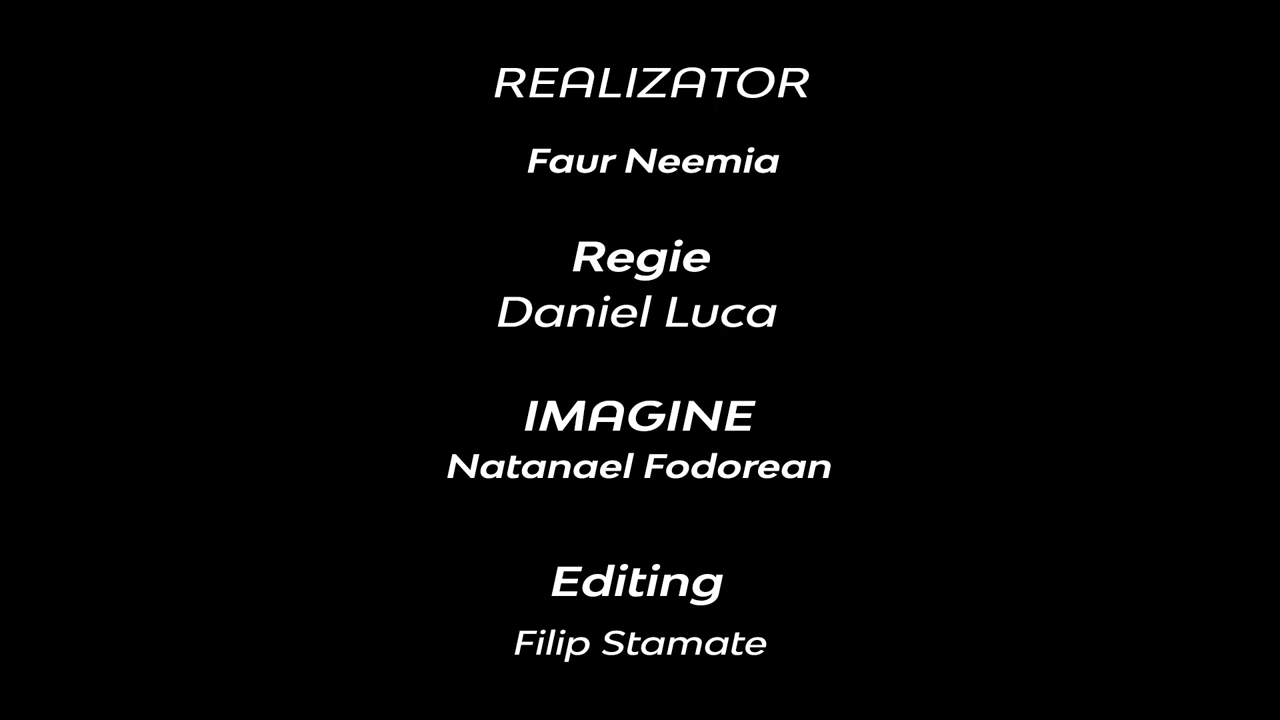 REALIZATOR
Faur Neemia
Regie
Daniel Luca
IMAGINE
Natanael Fodorean
Editing
Filip Stamate